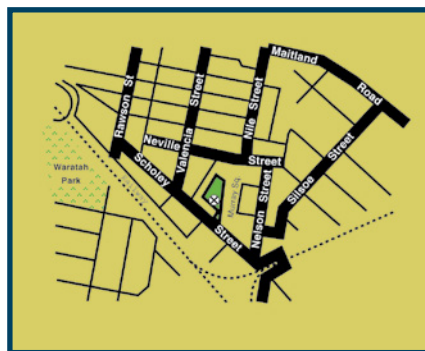 Maitland
Road
Rawson St
Valencia
Street
Nile Street
Neville
Street
Silsoe
Street
Scholey
Street
Waratah
Park
Murray Sq
Nelson
Street